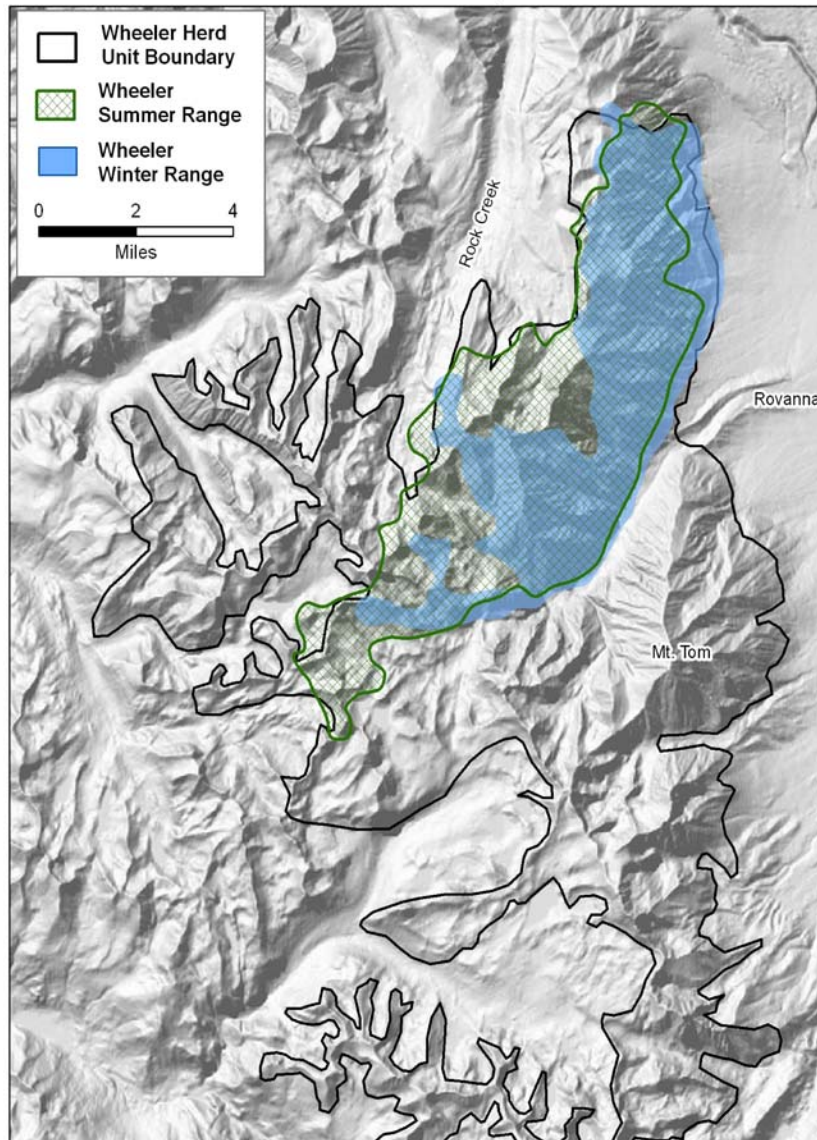 Wheeler Herd
Unit Boundary
Wheeler
Summer Range
Wheeler
Winter Range
0 2 4
Miles
Rock Creek
Rovanna
Mt. Tom